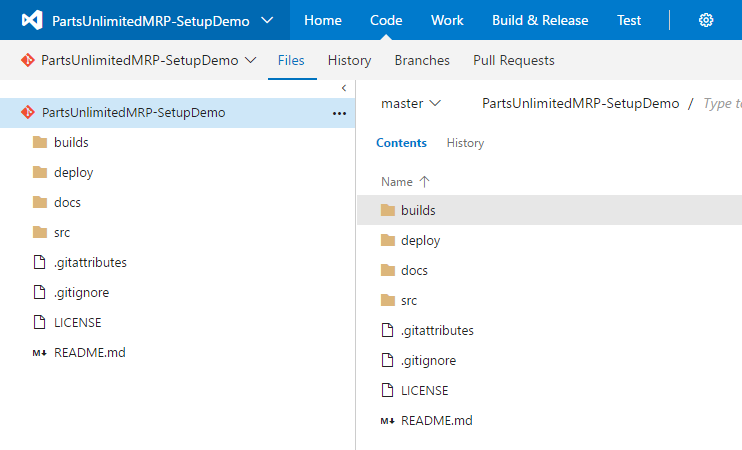 PartsUnlimitedMRP-SetupDemo Home Code Work Build & Release Test
PartsUnlimitedMRP-SetupDemo Files History Branches Pull Requests
PartsUnlimitedMRP-SetupDemo
builds
deploy
docs
src
.gitattributes
.gitignore
LICENSE
M↓ README.md
master PartsUnlimitedMRP-SetupDemo / Type
Contents History
Name
builds
deploy
docs
src
.gitattributes
.gitignore
LICENSE
M↓ README.md